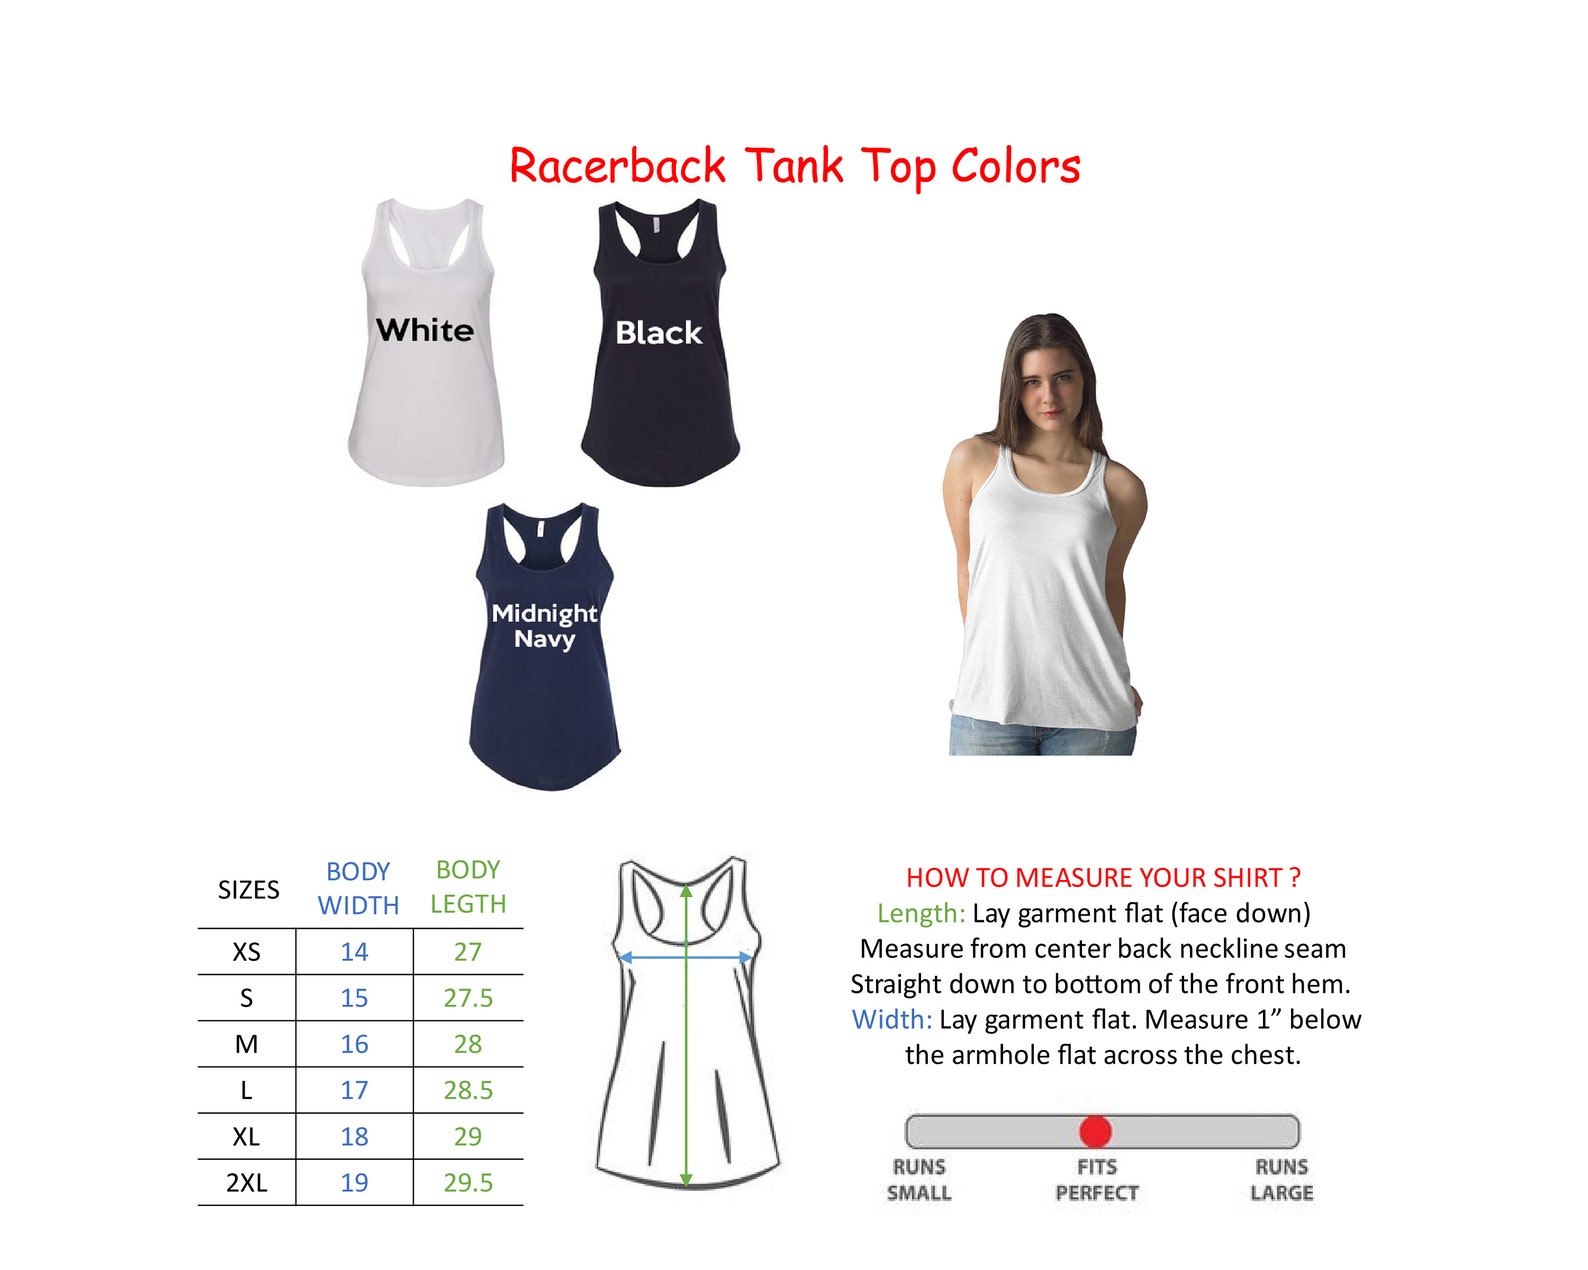 Racerback Tank Top Colors
White
Black
Midnight
Navy
SIZES
BODY
WIDTH
BODY
LEGTH
XS 14 27
S 15 27.5
M 16 28
L 17 28.5
XL 18 29
2XL 19 29.5
HOW TO MEASURE YOUR SHIRT ?
Length: Lay garment flat (face down)
Measure from center back neckline seam
Straight down to bottom of the front hem.
Width: Lay garment flat. Measure 1” below
the armhole flat across the chest.
RUNS
SMALL
FITS
PERFECT
RUNS
LARGE